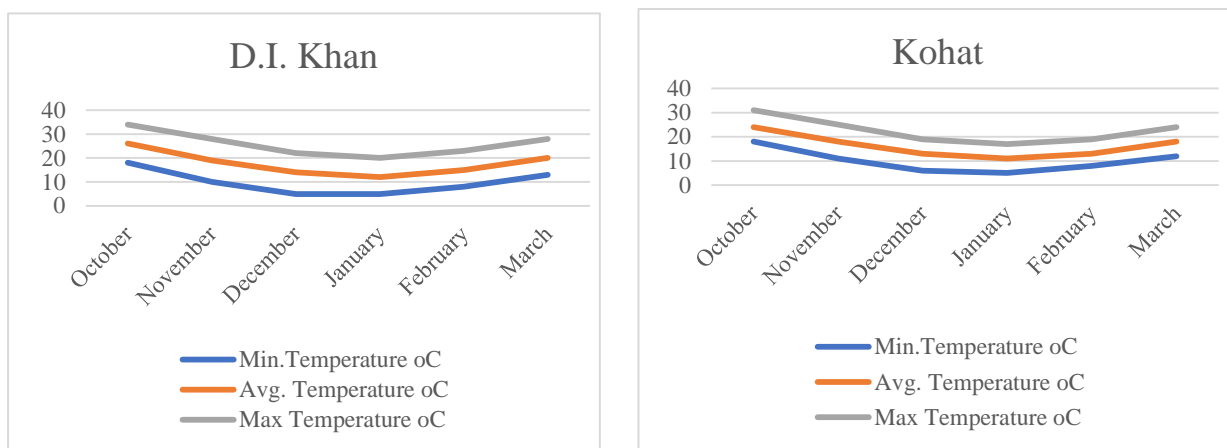 D.I. Khan
40
30
20
10
0
October
November
December
January
February
March
Min.Temperature oC
Avg. Temperature oC
Max Temperature oC
Kohat
40
30
20
10
0
October
November
December
January
February
March
Min.Temperature oC
Avg. Temperature oC
Max Temperature oC